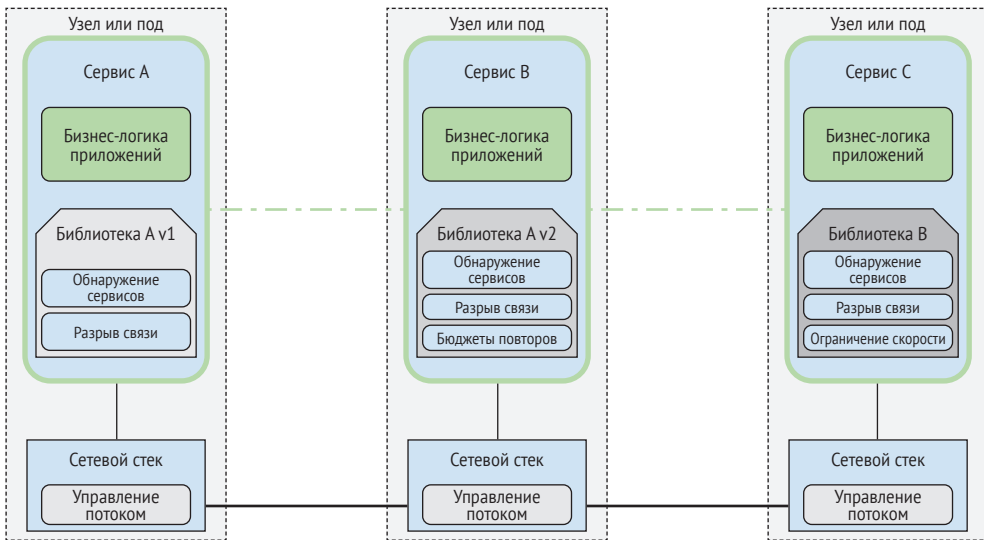 Узел или под
Сервис A
Бизнес-логика
приложений
Библиотека A v1
Обнаружение
сервисов
Разрыв связи
Сетевой стек
Управление
потоком
Узел или под
Сервис B
Бизнес-логика
приложений
Библиотека A v2
Обнаружение
сервисов
Разрыв связи
Бюджеты повторов
Сетевой стек
Управление
потоком
Узел или под
Сервис C
Бизнес-логика
приложений
Библиотека B
Обнаружение
сервисов
Разрыв связи
Ограничение скорости
Сетевой стек
Управление
потоком